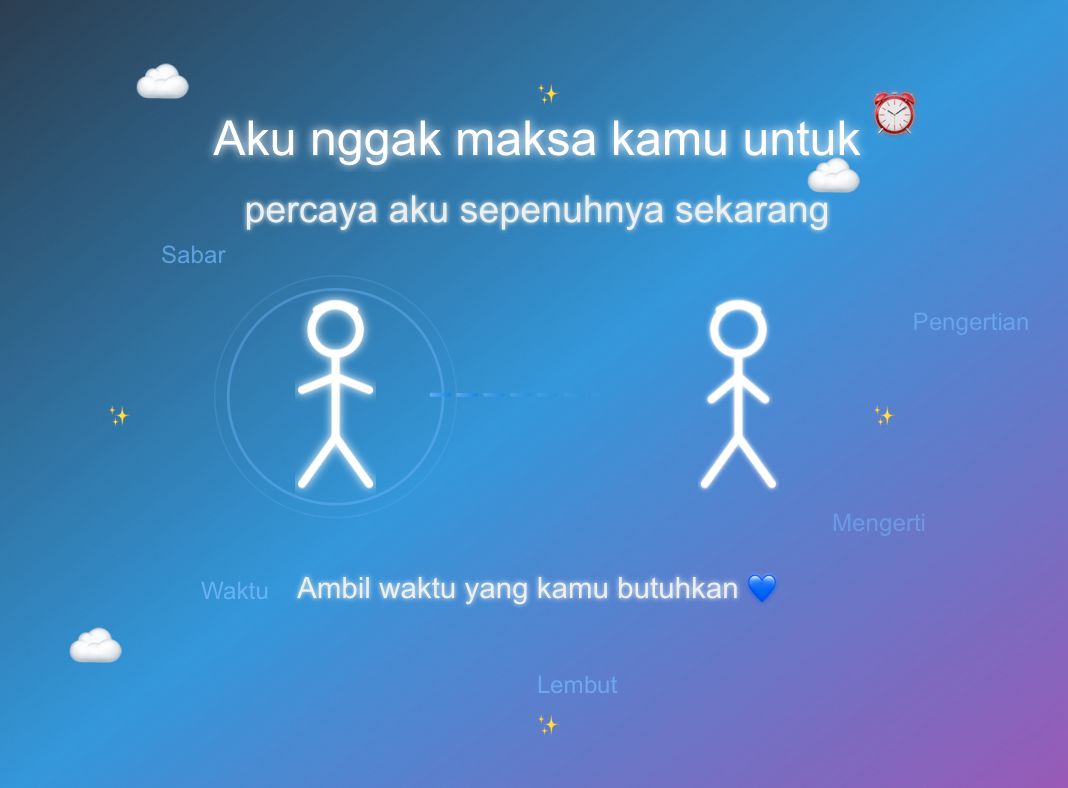 Aku nggak maksa kamu untuk
percaya aku sepenuhnya sekarang
Sabar
Pengertian
Mengerti
Waktu
Ambil waktu yang kamu butuhkan 💙
Lembut